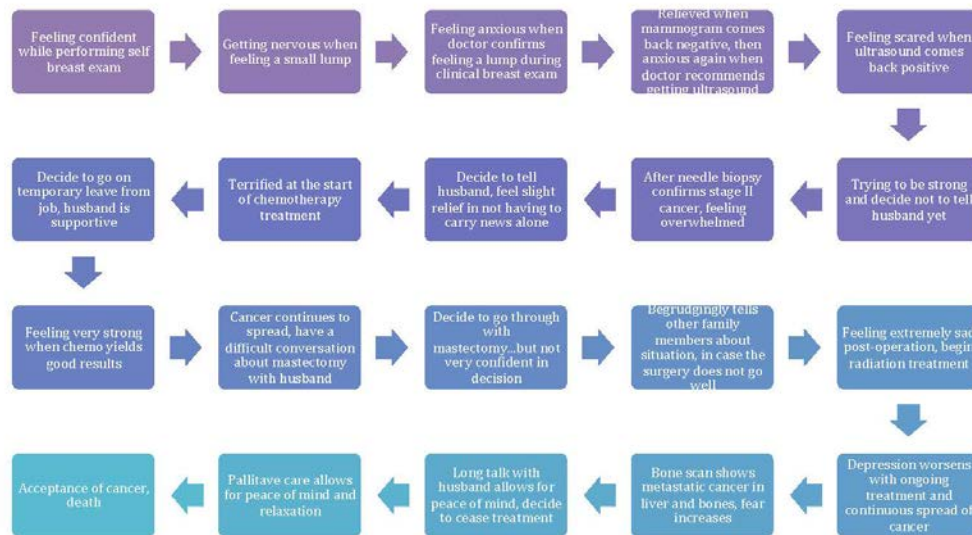 Feeling confident
while performing self
breast exam
Getting nervous when
feeling a small lump
Feeling anxious when
doctor confirms
feeling a lump during
clinical breast exam
Relieved when
mammogram comes
back negative, then
anxious again when
doctor recommends
getting ultrasound
Feeling scared when
ultrasound comes
back positive
Trying to be strong
and decide not to tell
husband yet
After needle biopsy
confirms stage II
cancer, feeling
overwhelmed
Decide to tell
husband, feel slight
relief in not having to
carry news alone
Terrified at the start
of chemotherapy
treatment
Decide to go on
temporary leave from
job, husband is
supportive
Feeling very strong
when chemo yields
good results
Cancer continues to
spread, have a
difficult conversation
about mastectomy
with husband
Decide to go through
with
mastectomy...but not
very confident in
decision
Begrudgingly tells
other family
members about
situation, in case the
surgery does not go
well
Feeling extremely sad
post-operation, begin
radiation treatment
Depression worsens
with ongoing
treatment and
continuous spread of
cancer
Bone scan shows
metastatic cancer in
liver and bones, fear
increases
Long talk with
husband allows for
peace of mind, decide
to cease treatment
Pallitave care allows
for peace of mind and
relaxation
Acceptance of cancer,
death